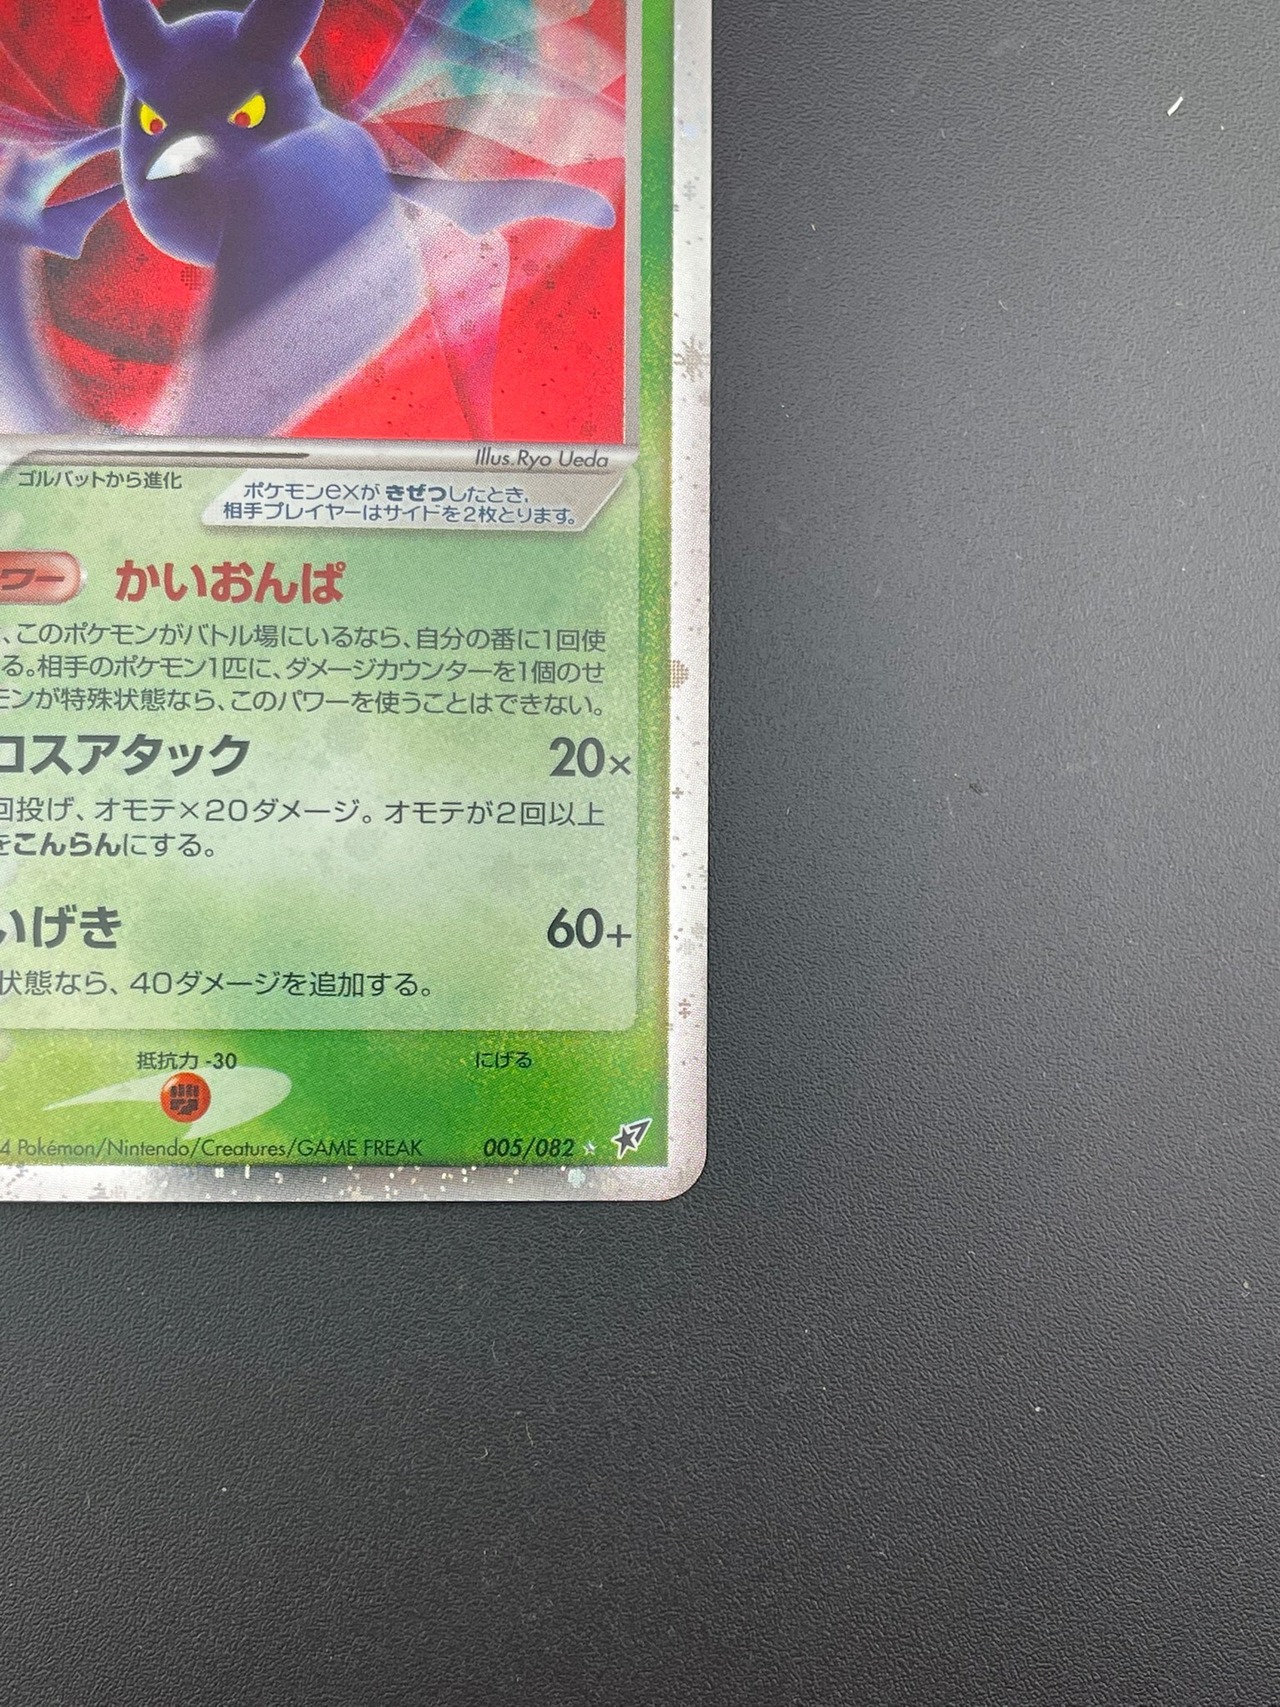 Illus. Ryo Ueda
ゴルバットから進化
ポケモンexが きぜつしたとき、
相手プレイヤーはサイドを2枚とります。
ワー かいおんぱ
、このポケモンがバトル場にいるなら、自分の番に1回使
る。相手のポケモン1匹に、ダメージカウンターを1個のせ
モンが特殊状態なら、このパワーを使うことはできない。
ロスアタック 20×
回投げ、オモテ×20ダメージ。オモテが2回以上
をこんらんにする。
いげき 60+
状態なら、40ダメージを追加する。
抵抗力 -30 にげる
4 Pokémon/Nintendo/Creatures/GAME FREAK 005/082